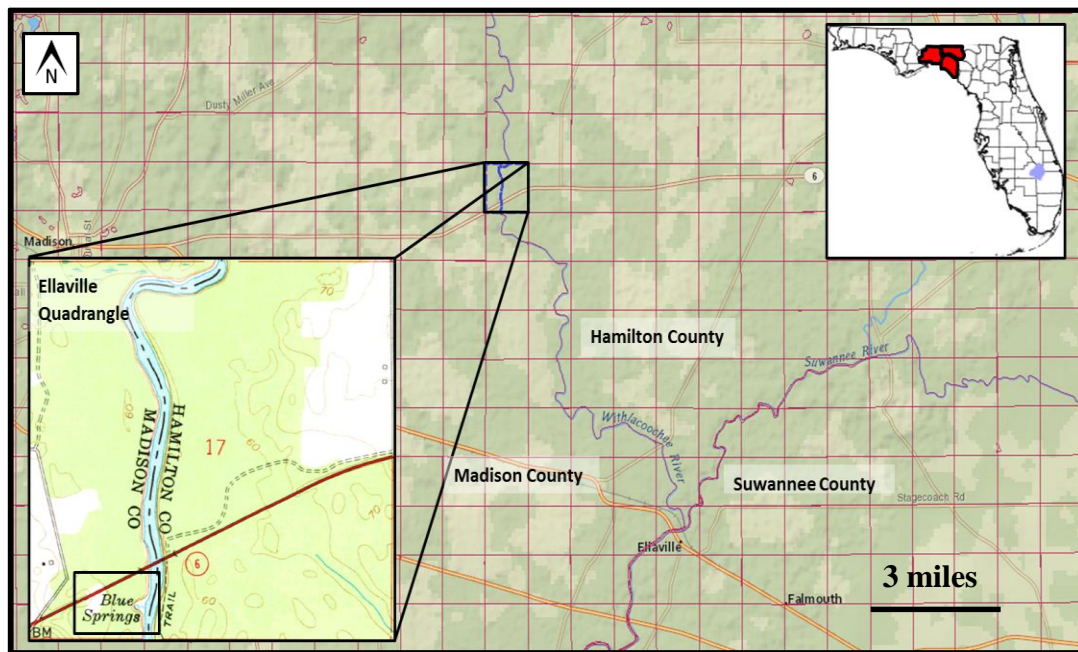 N
Dusty Miller Ave
6
Madison
Ellaville
Quadrangle
70
60
HAMILTON CO
MADISON CO
17
60
70
6
Blue
Springs
TRAIL
60
BM
Hamilton County
Suwannee River
Withlacoochee
River
Madison County
Suwannee County
Stagecoach Rd
Ellaville
3 miles
Falmouth